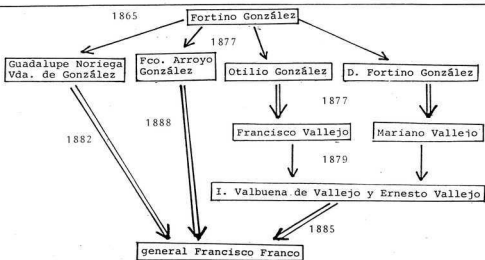 1865
Fortino González
1877
Guadalupe Noriega
Vda. de González
Fco. Arroyo
González
Otilio González
D. Fortino González
1877
1882
1888
Francisco Vallejo
Mariano Vallejo
1879
I. Valbuena de Vallejo y Ernesto Vallejo
1885
general Francisco Franco